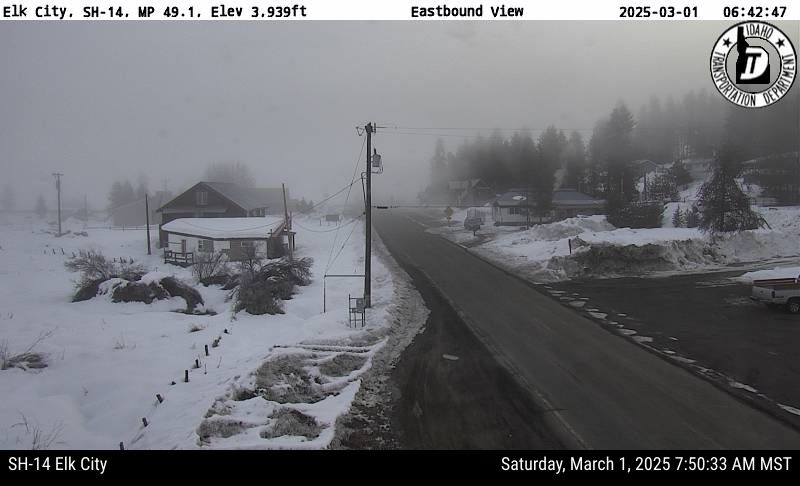 Elk City, SH-14, MP 49.1, Elev 3,939ft Eastbound View 2025-03-01 06:42:47
IDAHO
TRANSPORTATION DEPARTMENT
SH-14 Elk City Saturday, March 1, 2025 7:50:33 AM MST